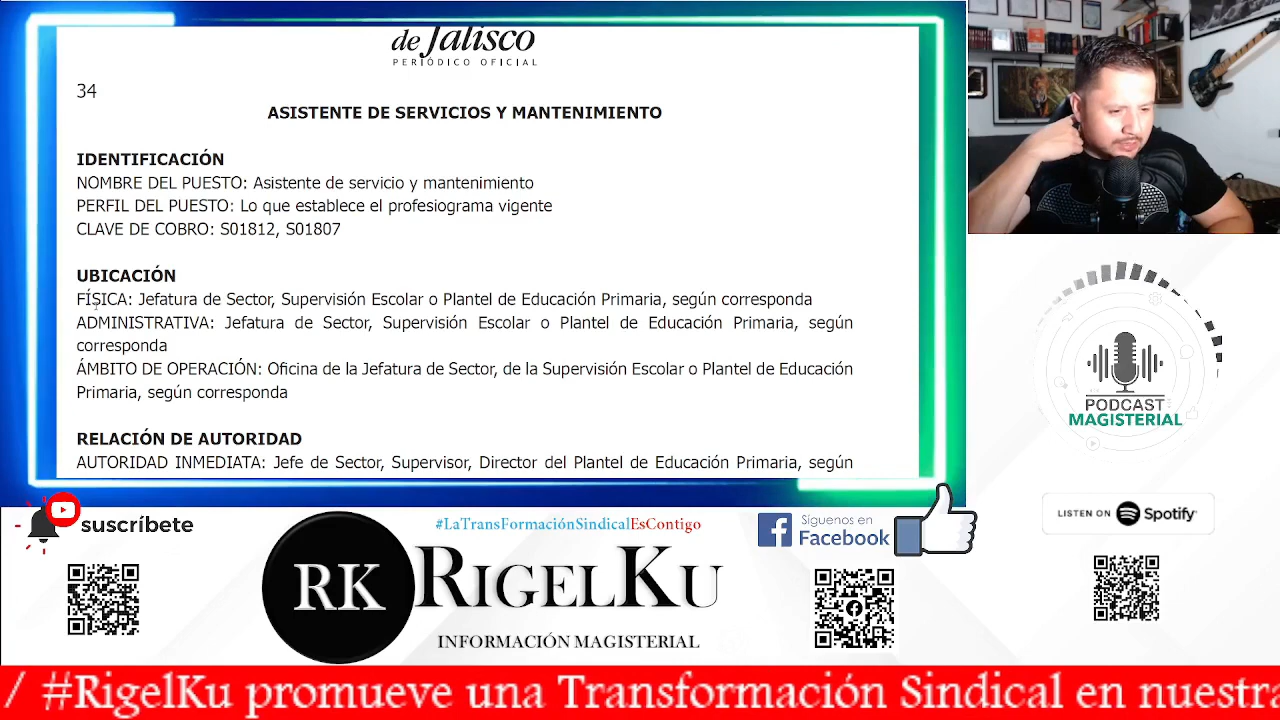 de Jalisco
PERIÓDICO OFICIAL
34
ASISTENTE DE SERVICIOS Y MANTENIMIENTO
IDENTIFICACIÓN
NOMBRE DEL PUESTO: Asistente de servicio y mantenimiento
PERFIL DEL PUESTO: Lo que establece el profesiograma vigente
CLAVE DE COBRO: S01812, S01807
UBICACIÓN
FÍSICA: Jefatura de Sector, Supervisión Escolar o Plantel de Educación Primaria, según corresponda
ADMINISTRATIVA: Jefatura de Sector, Supervisión Escolar o Plantel de Educación Primaria, según
corresponda
ÁMBITO DE OPERACIÓN: Oficina de la Jefatura de Sector, de la Supervisión Escolar o Plantel de Educación
Primaria, según corresponda
RELACIÓN DE AUTORIDAD
AUTORIDAD INMEDIATA: Jefe de Sector, Supervisor, Director del Plantel de Educación Primaria, según
PODCAST
MAGISTERIAL
LISTEN ON Spotify
suscríbete
#LaTransFormaciónSindicalEsContigo
RK
RIGELKU
INFORMACIÓN MAGISTERIAL
Síguenos en
Facebook
/ #RigelKu promueve una Transformación Sindical en nuestra